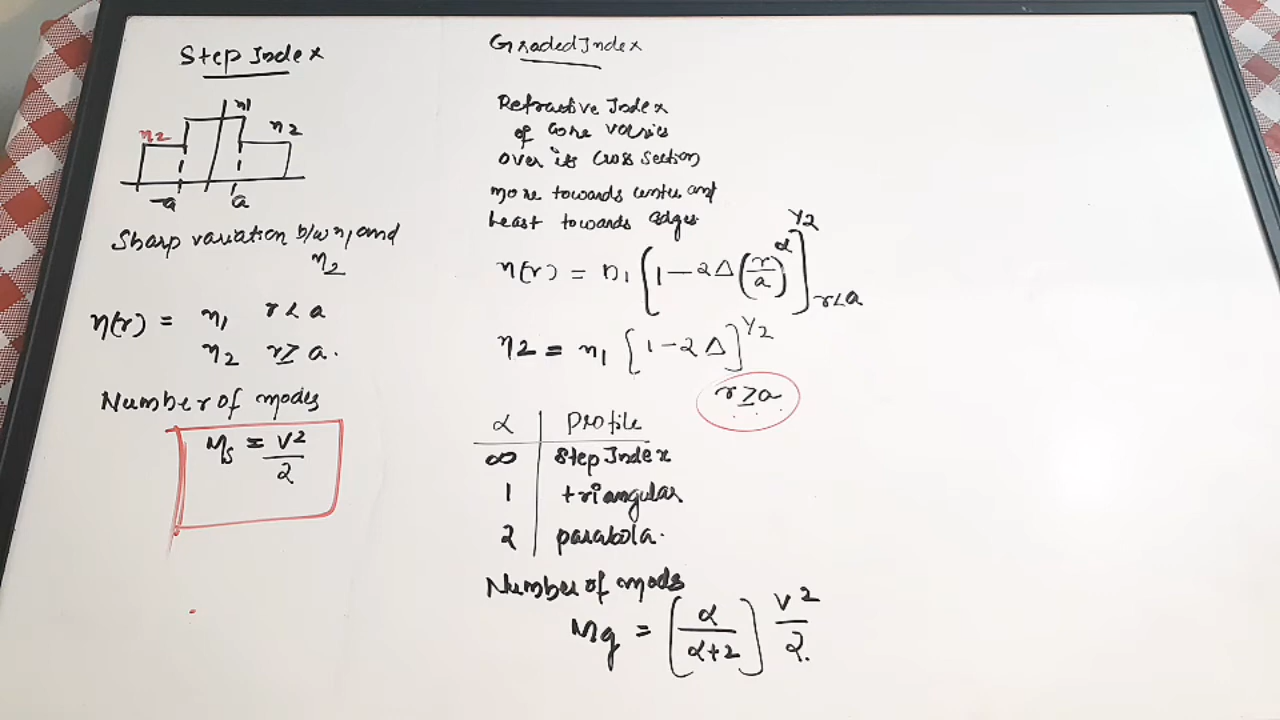 Step Index
n1
n2
n2
-a
a
Sharp variation b/w n1 and
n2
n(r) = n1 r < a
n2 r ≥ a.
Number of modes
Ms = V²/2
Graded Index
Refractive Index
of core varies
over its cross section
more towards center and
least towards edges
n(r) = n1 [1 - 2Δ (r/a)^α]^1/2 r < a
n2 = n1 [1 - 2Δ]^1/2
r ≥ a
α Profile
∞ Step Index
1 triangular
2 parabola.
Number of mods
Mg = [α/α+2] V²/2.